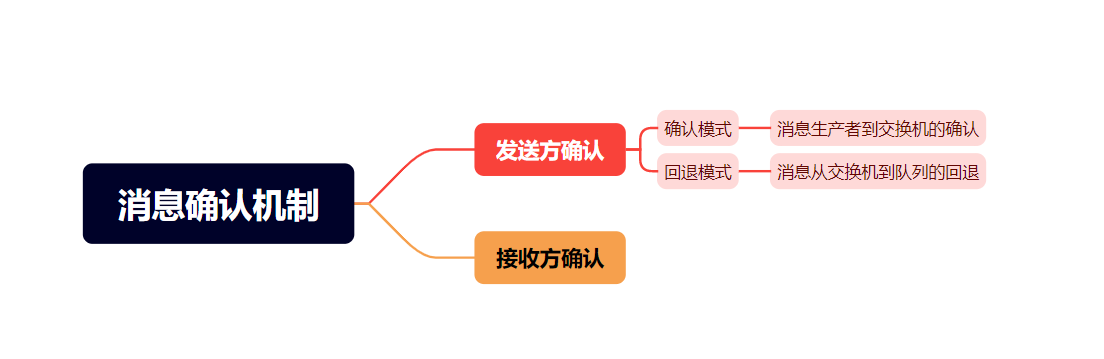 消息确认机制
发送方确认
确认模式
消息生产者到交换机的确认
回退模式
消息从交换机到队列的回退
接收方确认